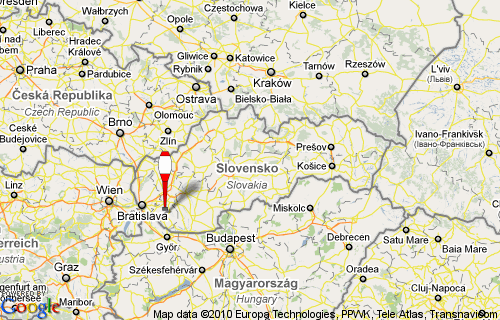 Częstochowa
Wałbrzych
Opole
Kielce
Liberec
Hradec
Králové
Gliwice
Katowice
Rybnik
Kraków
Tarnów
Rzeszów
L'viv
(Львів)
Praha
Pardubice
Ostrava
Bielsko-Biała
Česká Republika
Czech Republic
Olomouc
České
Budejovice
Brno
Zlín
Ivano-Frankivsk
(Івано-Франківськ)
Prešov
Košice
Slovensko
Slovakia
Linz
Wien
Bratislava
Miskolc
Győr
Budapest
Debrecen
Satu Mare
Baia Mare
Graz
Székesfehérvár
Magyarország
Hungary
Oradea
Cluj-Napoca
POWERED BY
Google
Map data ©2010 Europa Technologies, PPWK, Tele Atlas, Transnavicom